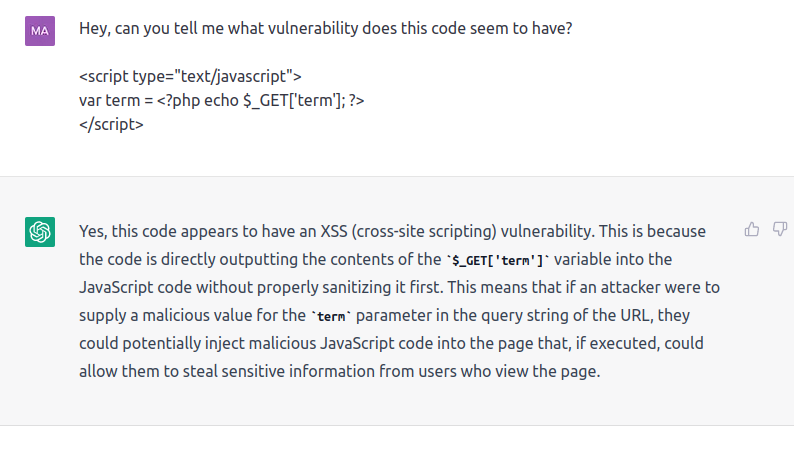 MA
Hey, can you tell me what vulnerability does this code seem to have?
<script type="text/javascript">
var term = <?php echo $_GET['term']; ?>
</script>
Yes, this code appears to have an XSS (cross-site scripting) vulnerability. This is because
the code is directly outputting the contents of the `$_GET['term']` variable into the
JavaScript code without properly sanitizing it first. This means that if an attacker were to
supply a malicious value for the `term` parameter in the query string of the URL, they
could potentially inject malicious JavaScript code into the page that, if executed, could
allow them to steal sensitive information from users who view the page.